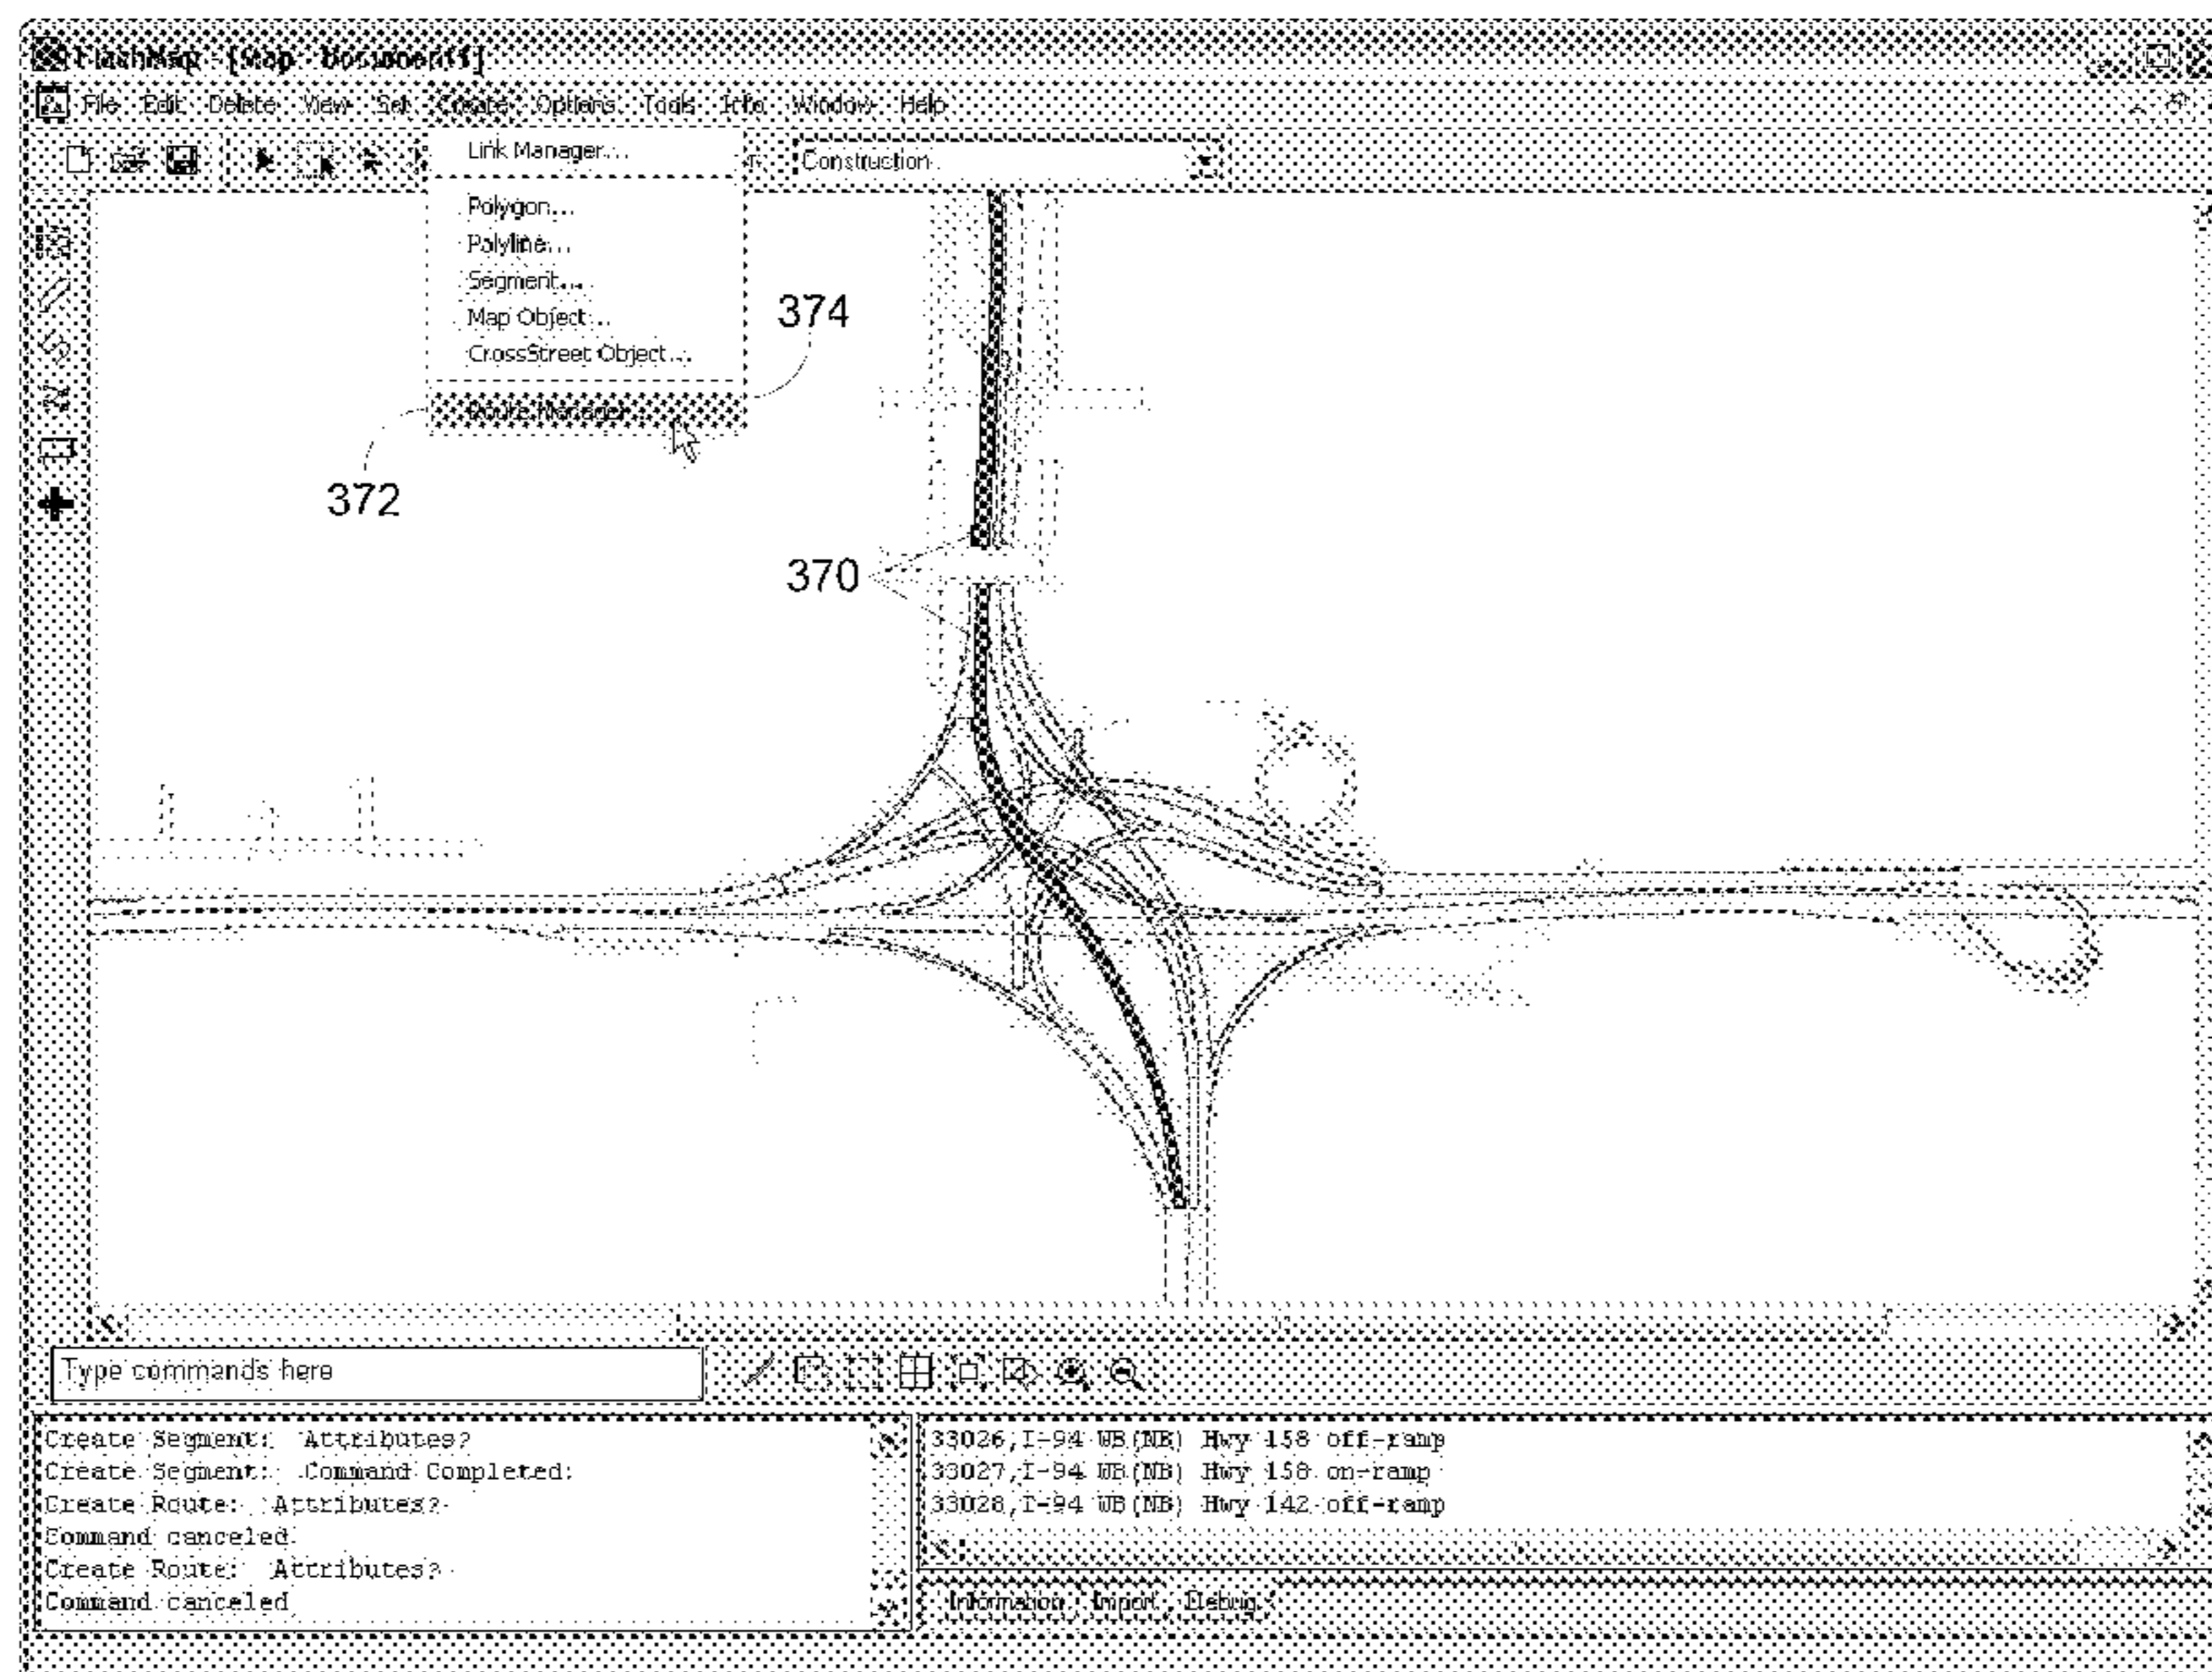 FlashMap - [Map - Document1]
File Edit Delete View Set Create Options Tools Info Window Help
Link Manager...
Construction
Polygon...
Polyline...
Segment...
Map Object...
CrossStreet Object...
Route Manager...
374
372
370
Type commands here
Create Segment: Attributes?
Create Segment: Command Completed:
Create Route: Attributes?
Command canceled
Create Route: Attributes?
Command canceled
33026,I-94 WB(NB) Hwy 158 off-ramp
33027,I-94 WB(NB) Hwy 158 on-ramp
33028,I-94 WB(NB) Hwy 142 off-ramp
Information Import Debug